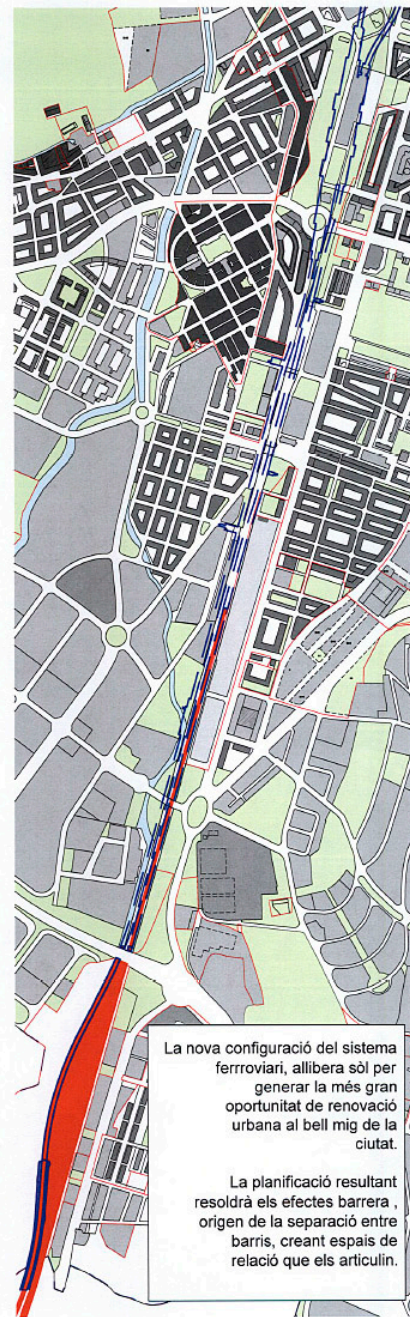 La nova configuració del sistema
ferrroviari, allibera sòl per
generar la més gran
oportunitat de renovació
urbana al bell mig de la
ciutat.
La planificació resultant
resoldrà els efectes barrera ,
origen de la separació entre
barris, creant espais de
relació que els articulin.